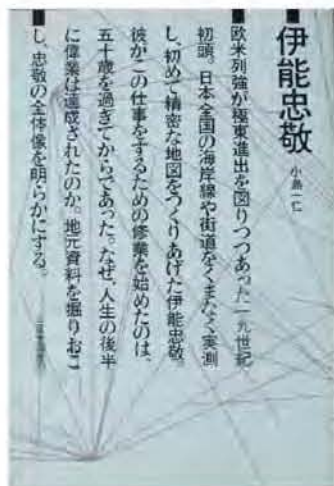 伊能忠敬
小島一仁
欧米列強が極東進出を図りつつあった一九世紀
初頭。日本全国の海岸線や街道をくまなく実測
し、初めて精密な地図をつくりあげた伊能忠敬。
彼がこの仕事をするための修業を始めたのは、
五十歳を過ぎてからであった。なぜ、人生の後半
に偉業は達成されたのか。地元資料を掘りおこ
し、忠敬の全体像を明らかにする。